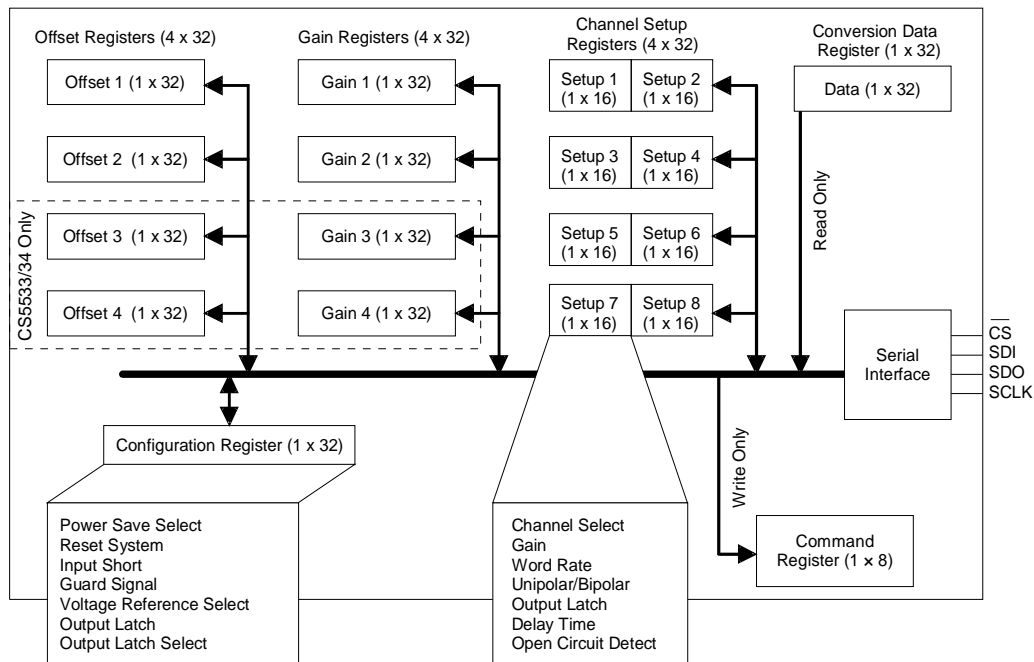 Offset Registers (4 x 32)
Offset 1 (1 x 32)
Offset 2 (1 x 32)
Offset 3 (1 x 32)
Offset 4 (1 x 32)
CS5533/34 Only
Gain Registers (4 x 32)
Gain 1 (1 x 32)
Gain 2 (1 x 32)
Gain 3 (1 x 32)
Gain 4 (1 x 32)
Channel Setup
Registers (4 x 32)
Setup 1
(1 x 16)
Setup 2
(1 x 16)
Setup 3
(1 x 16)
Setup 4
(1 x 16)
Setup 5
(1 x 16)
Setup 6
(1 x 16)
Setup 7
(1 x 16)
Setup 8
(1 x 16)
Conversion Data
Register (1 x 32)
Data (1 x 32)
Read Only
Serial
Interface
CS
SDI
SDO
SCLK
Configuration Register (1 x 32)
Power Save Select
Reset System
Input Short
Guard Signal
Voltage Reference Select
Output Latch
Output Latch Select
Channel Select
Gain
Word Rate
Unipolar/Bipolar
Output Latch
Delay Time
Open Circuit Detect
Write Only
Command
Register (1 × 8)